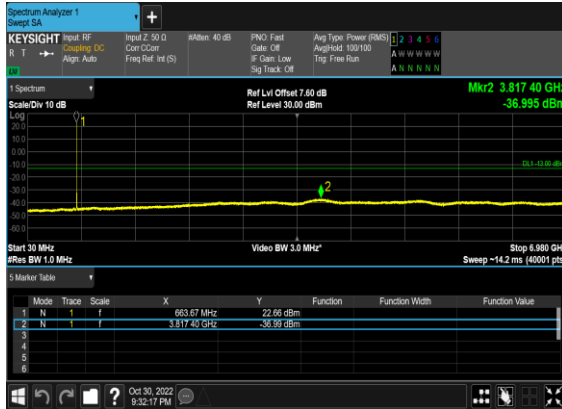 Spectrum Analyzer 1
Swept SA
+
KEYSIGHT Input: RF Input Z: 50 Ω #Atten: 40 dB PNO: Fast Avg Type: Power (RMS) 1 2 3 4 5 6
R T Coupling: DC Corr CCorr Gate: Off Avg|Hold: 100/100 A W W W W W
Align: Auto Freq Ref: Int (S) IF Gain: Low Trig: Free Run
LU Sig Track: Off A N N N N N
1 Spectrum Ref Lvl Offset 7.60 dB Mkr2 3.817 40 GHz
Scale/Div 10 dB Ref Level 30.00 dBm -36.995 dBm
Log
20.0
10.0
0.00
-10.0
-20.0
-30.0
-40.0
-50.0
-60.0
1
2
DL1 -13.00 dBm
Start 30 MHz Video BW 3.0 MHz* Stop 6.980 GHz
#Res BW 1.0 MHz Sweep ~14.2 ms (40001 pts)
5 Marker Table
Mode Trace Scale X Y Function Function Width Function Value
1 N 1 f 663.67 MHz 22.66 dBm
2 N 1 f 3.817 40 GHz -36.99 dBm
3
4
5
6
? Oct 30, 2022
9:32:17 PM